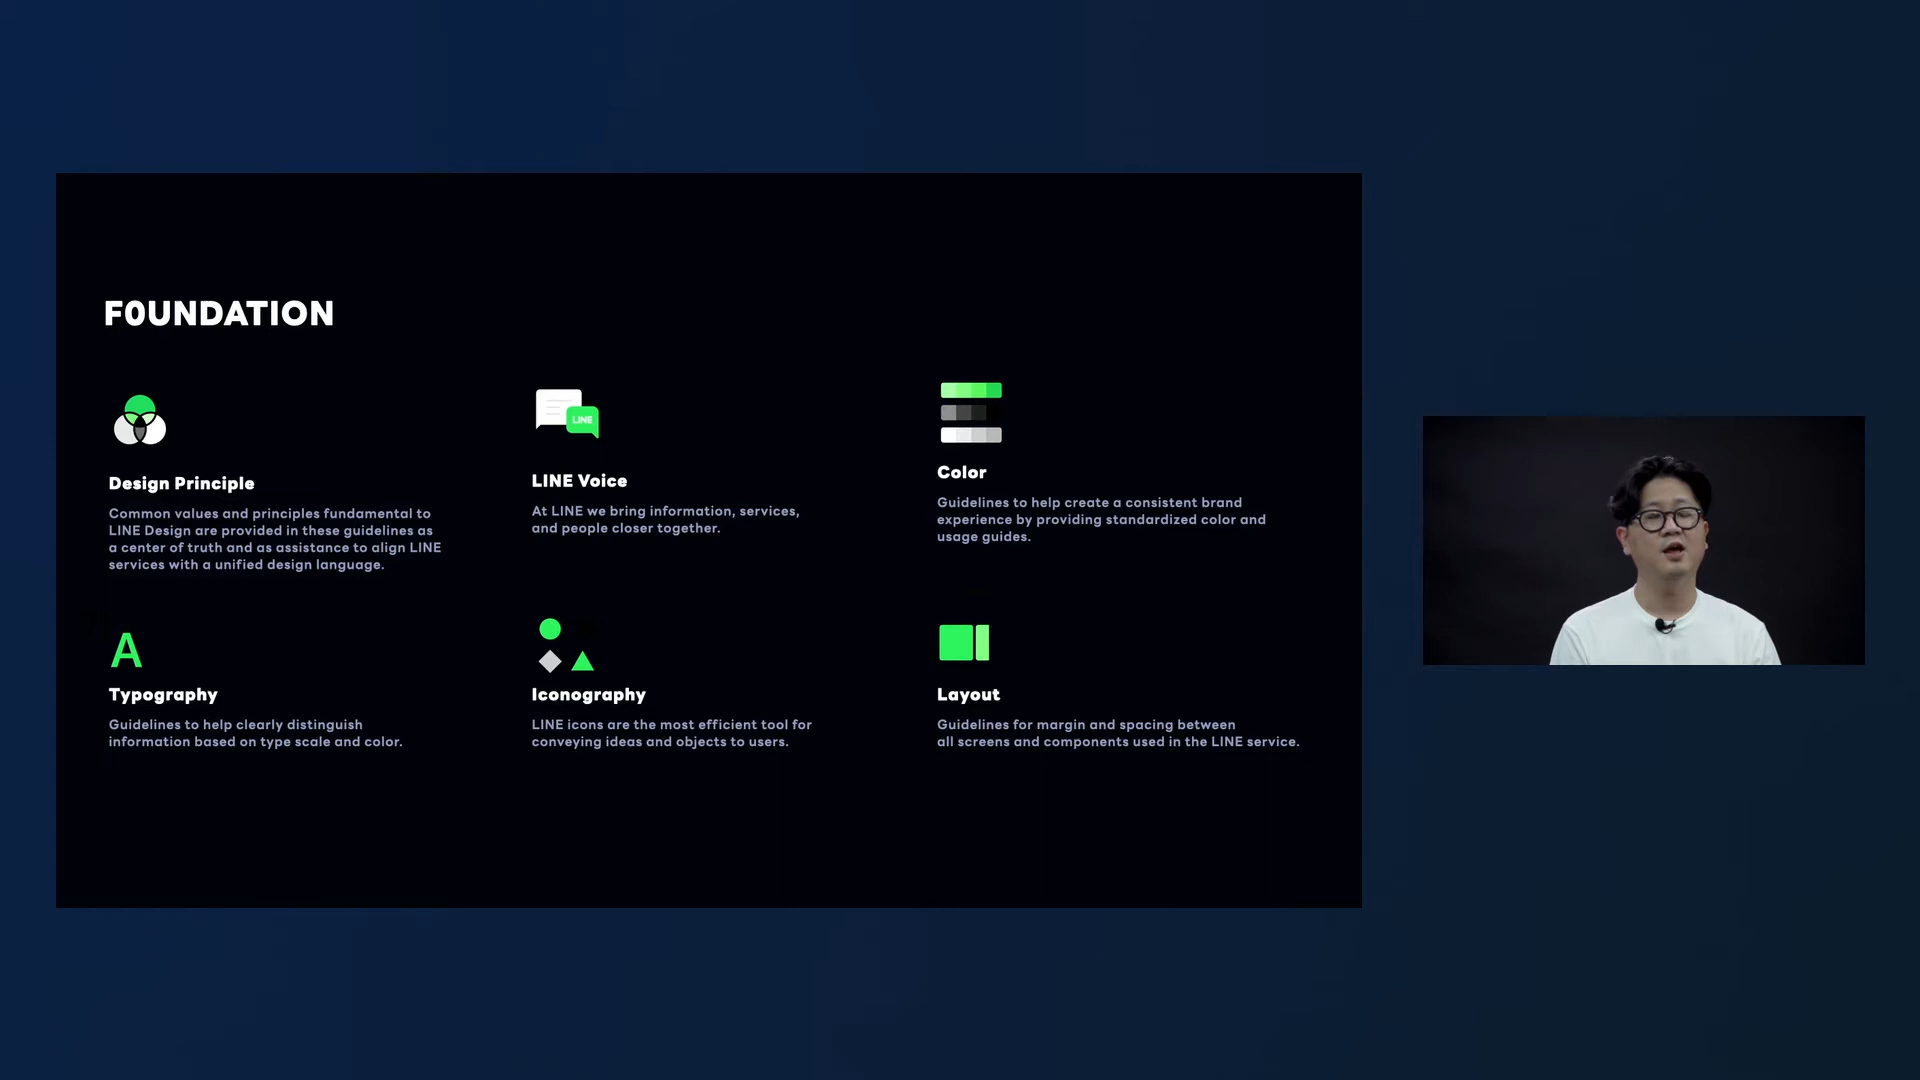 F0UNDATION
LINE
Design Principle
Common values and principles fundamental to
LINE Design are provided in these guidelines as
a center of truth and as assistance to align LINE
services with a unified design language.
LINE Voice
At LINE we bring information, services,
and people closer together.
Color
Guidelines to help create a consistent brand
experience by providing standardized color and
usage guides.
A
Typography
Guidelines to help clearly distinguish
information based on type scale and color.
Iconography
LINE icons are the most efficient tool for
conveying ideas and objects to users.
Layout
Guidelines for margin and spacing between
all screens and components used in the LINE service.